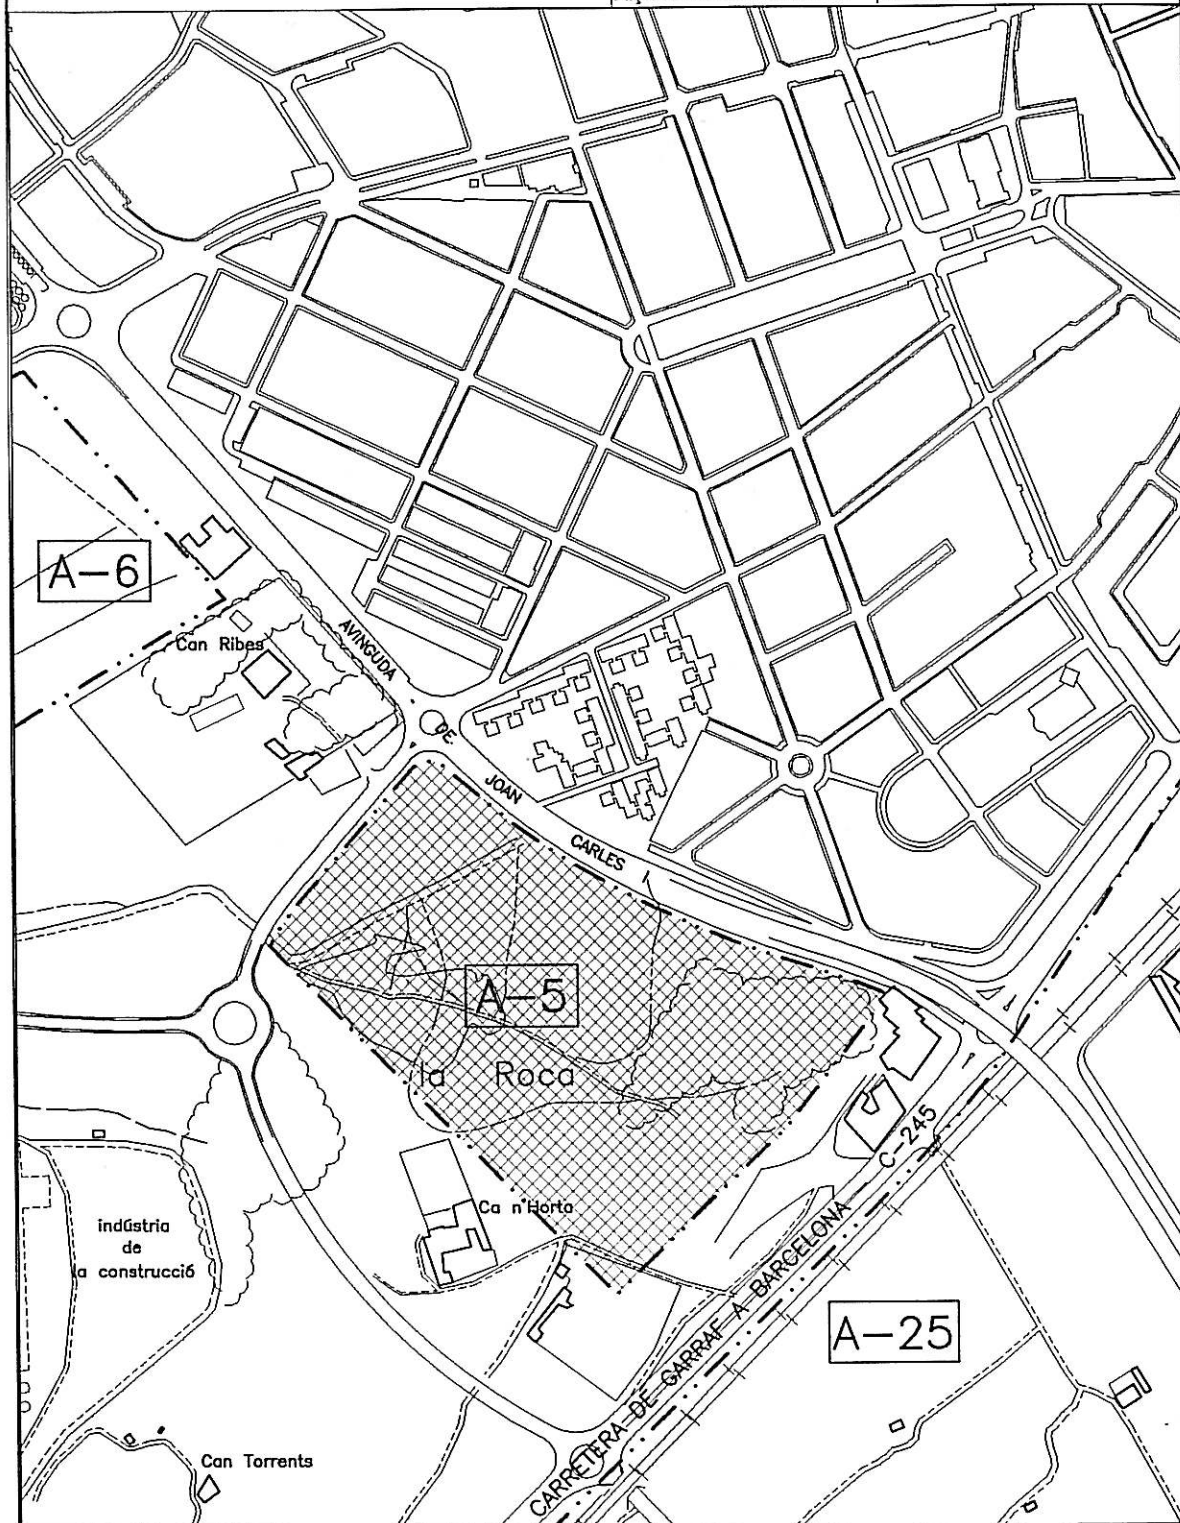 A-6
Can Ribes
AVINGUDA
DE
JOAN
CARLES
I
A-5
la Roca
C-245
Ca n'Horta
indústria
de
la construcció
CARRETERA DE GARRAF A BARCELONA
A-25
Can Torrents